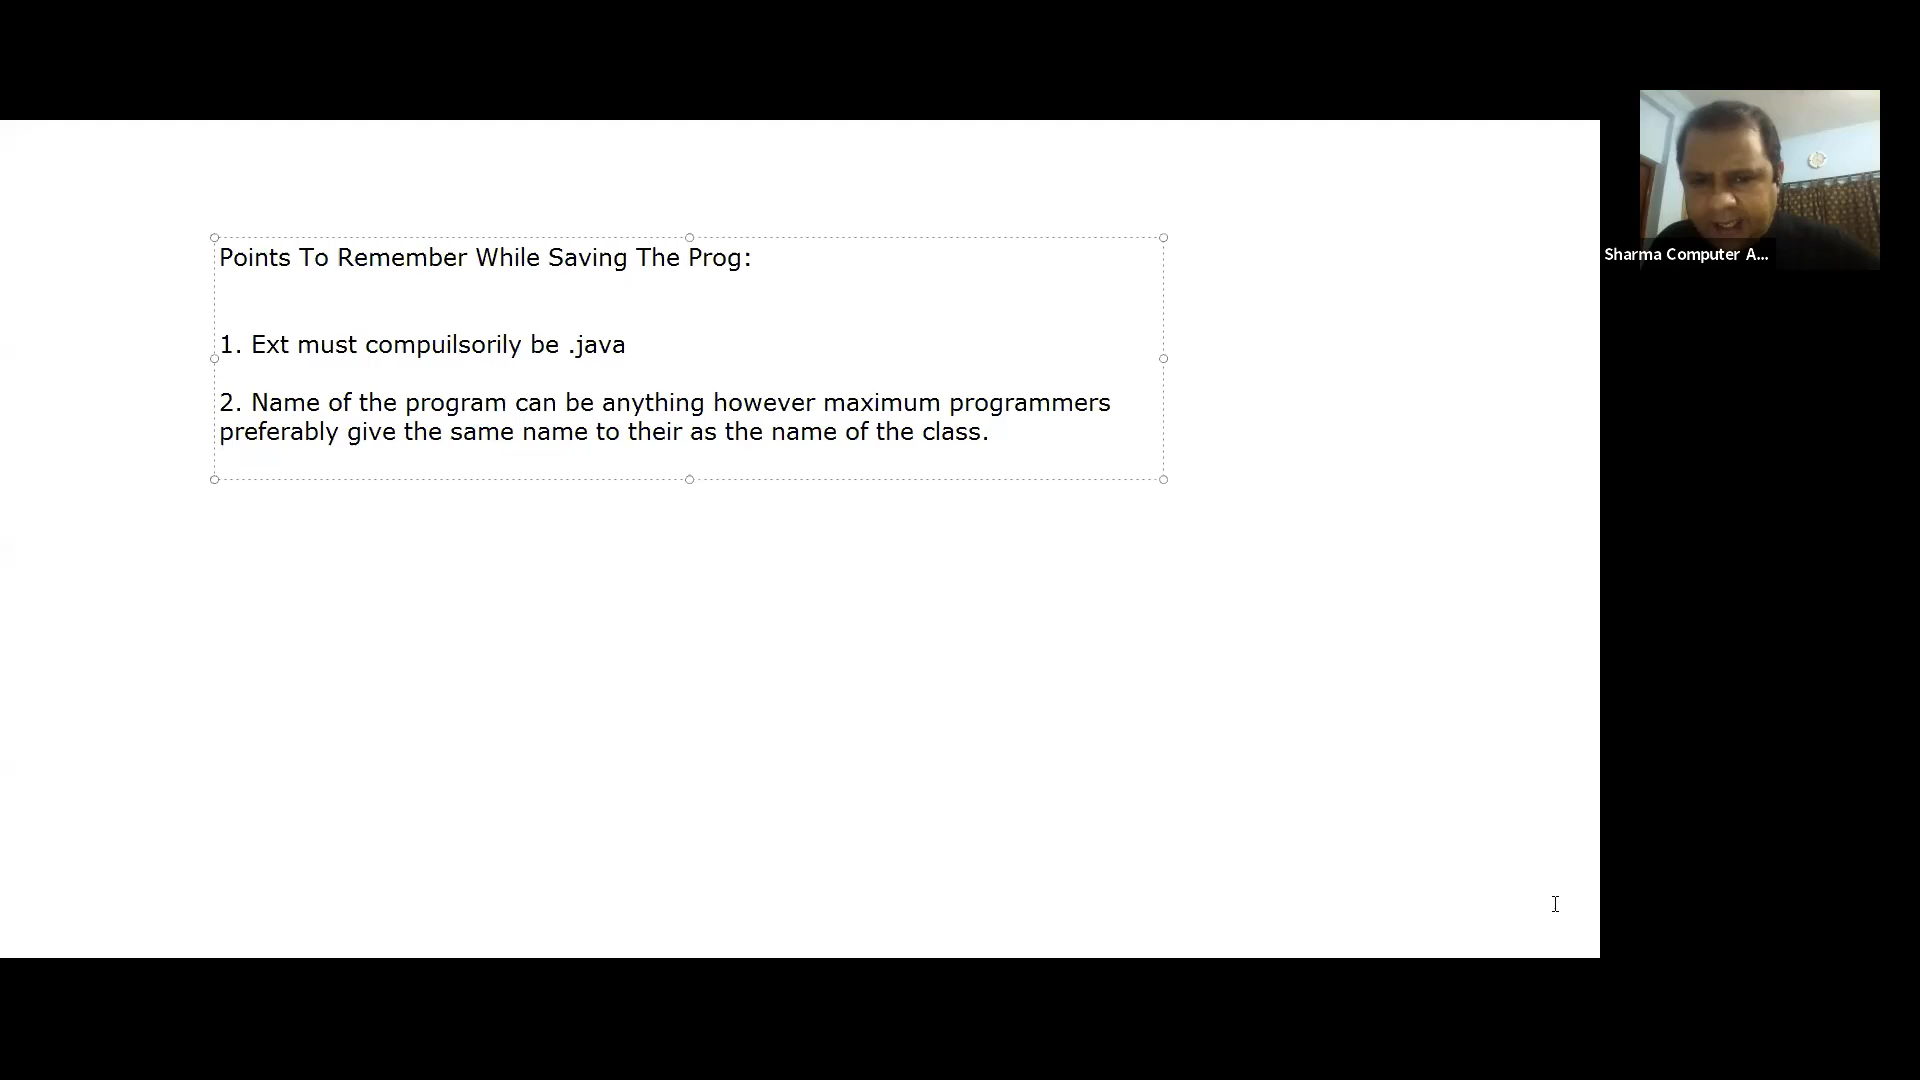 Points To Remember While Saving The Prog:
1. Ext must compuilsorily be .java
2. Name of the program can be anything however maximum programmers
preferably give the same name to their as the name of the class.
Sharma Computer A...